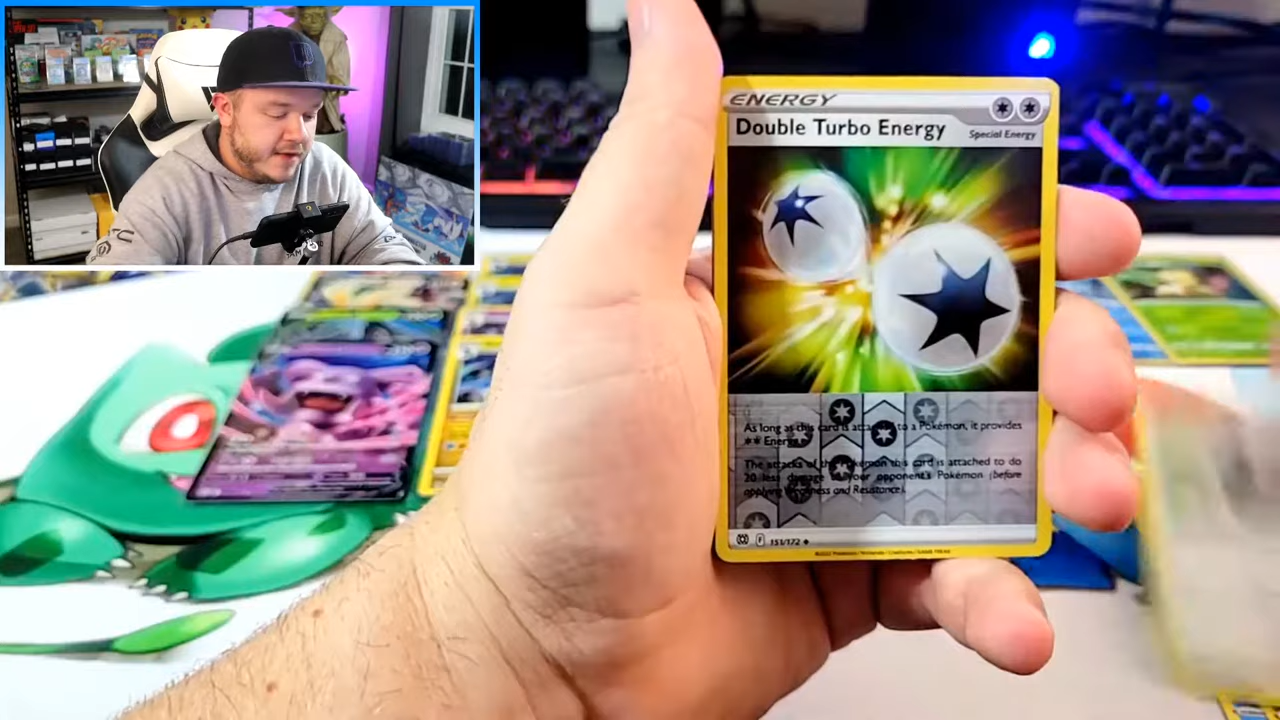 ENERGY
Double Turbo Energy
Special Energy
As long as this card is attached to a Pokémon, it provides
Energy.
The attacks of the Pokémon this card is attached to do
20 less damage to your opponent's Pokémon (before
applying Weakness and Resistance).
F
151/172